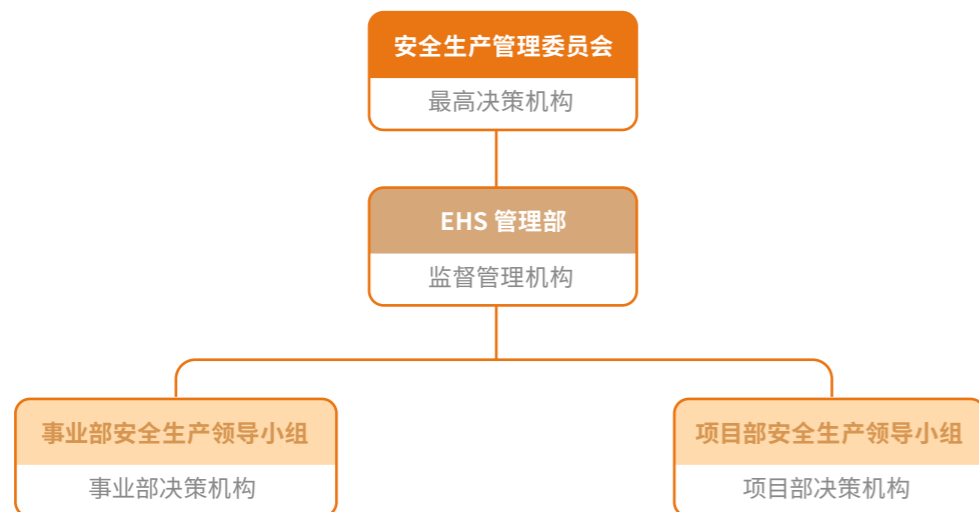 安全生产管理委员会
最高决策机构
EHS 管理部
监督管理机构
事业部安全生产领导小组
事业部决策机构
项目部安全生产领导小组
项目部决策机构